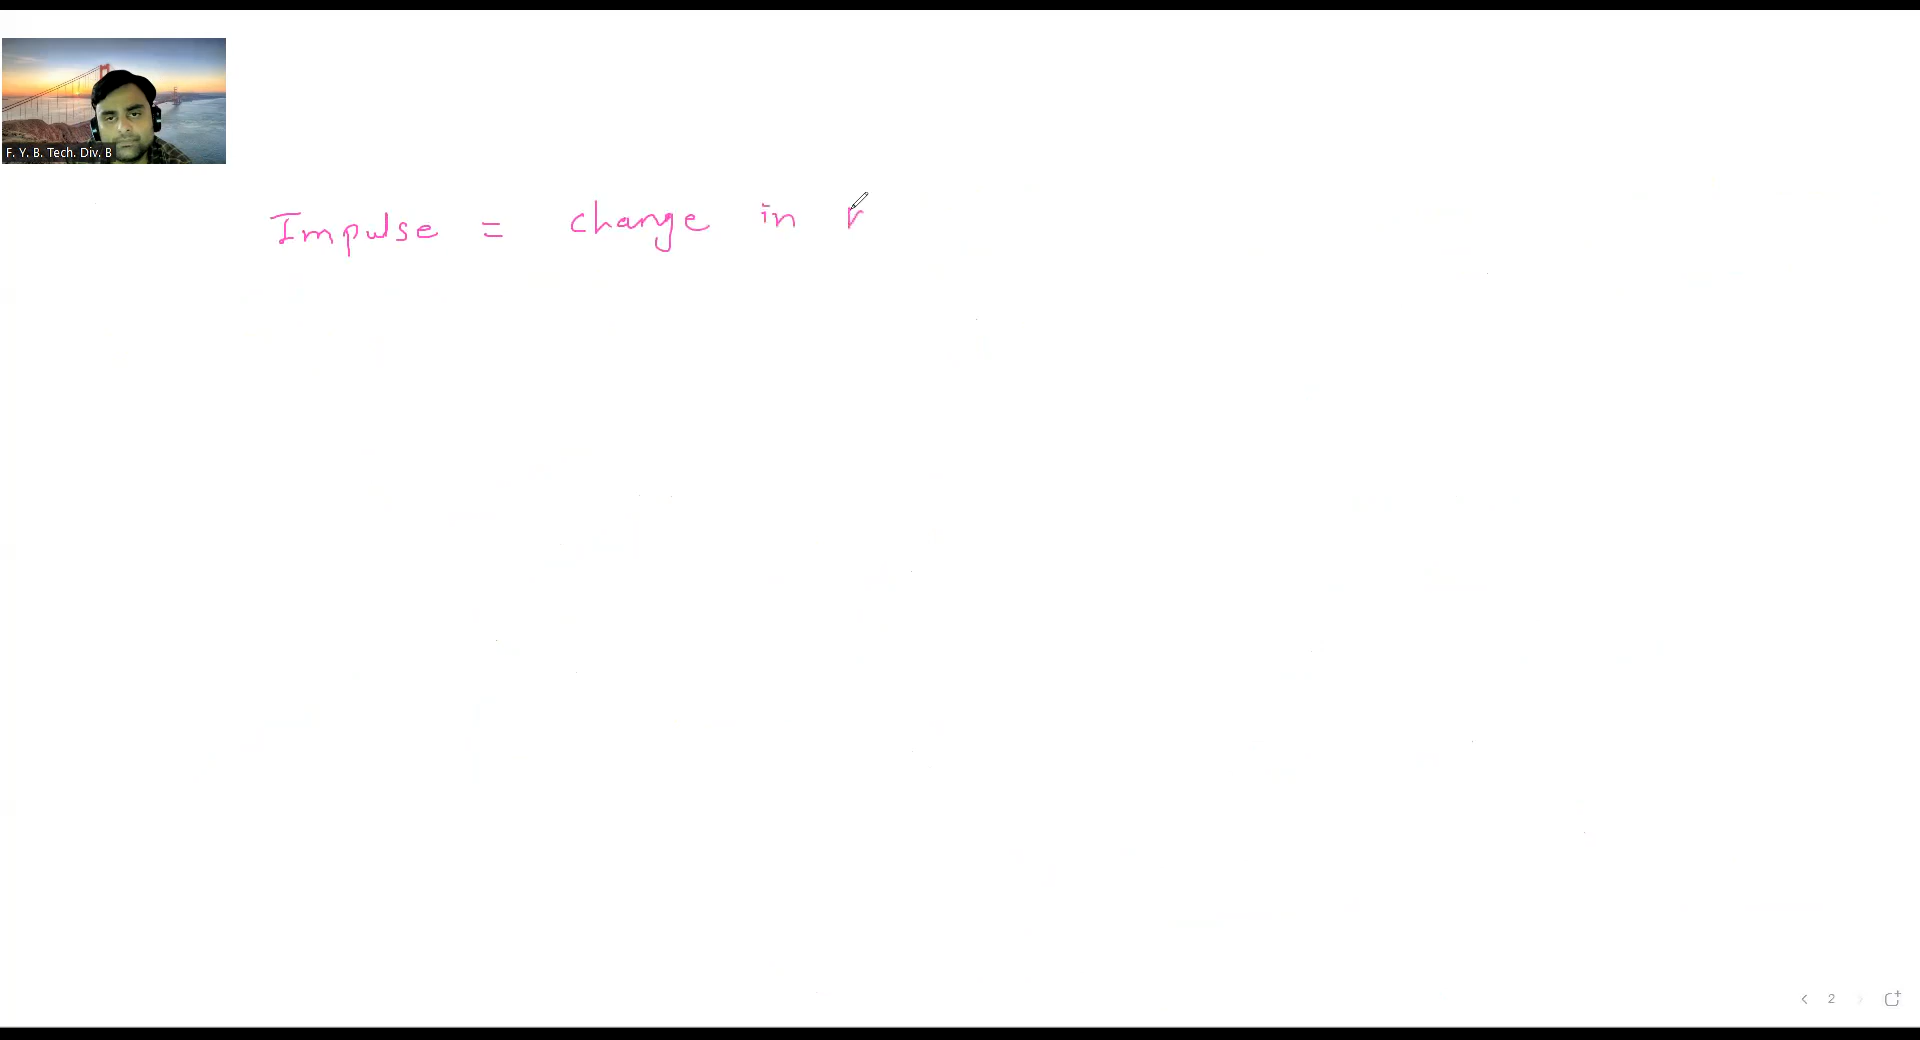 F. Y. B. Tech. Div. B
Impulse = change in
2